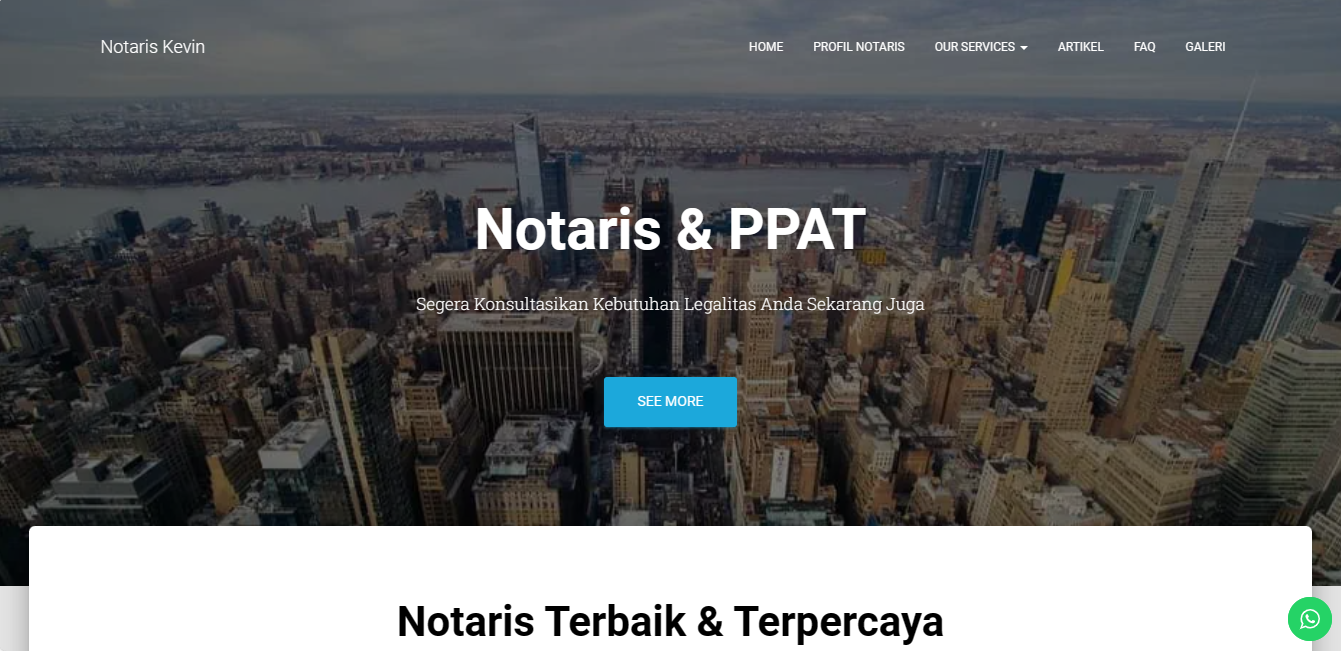 Notaris Kevin
HOME
PROFIL NOTARIS
OUR SERVICES
ARTIKEL
FAQ
GALERI
Notaris & PPAT
Segera Konsultasikan Kebutuhan Legalitas Anda Sekarang Juga
SEE MORE
Notaris Terbaik & Terpercaya